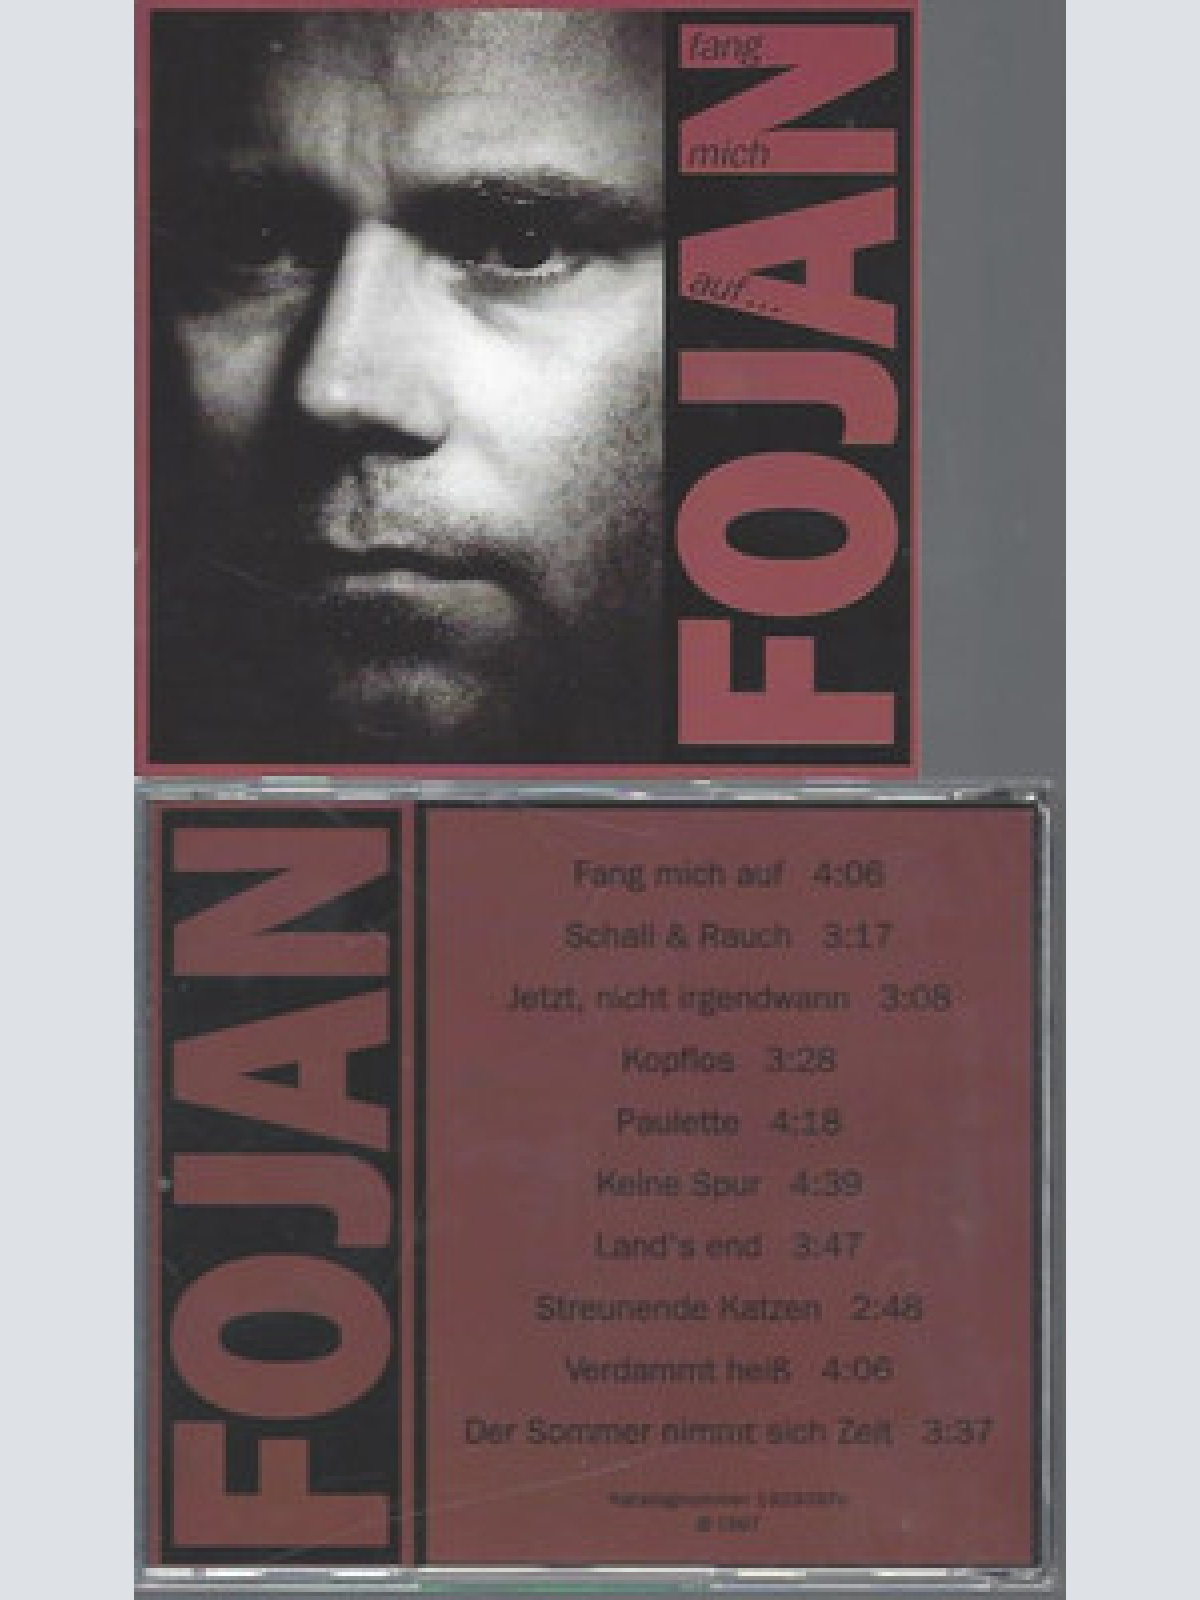 FOJAN
fang
mich
auf...
FOJAN
Fang mich auf 4:06
Schall & Rauch 3:17
Jetzt, nicht irgendwann 3:08
Kopflos 3:28
Paulette 4:18
Keine Spur 4:39
Land's end 3:47
Streunende Katzen 2:48
Verdammt heiß 4:06
Der Sommer nimmt sich Zeit 3:37
Katalognummer